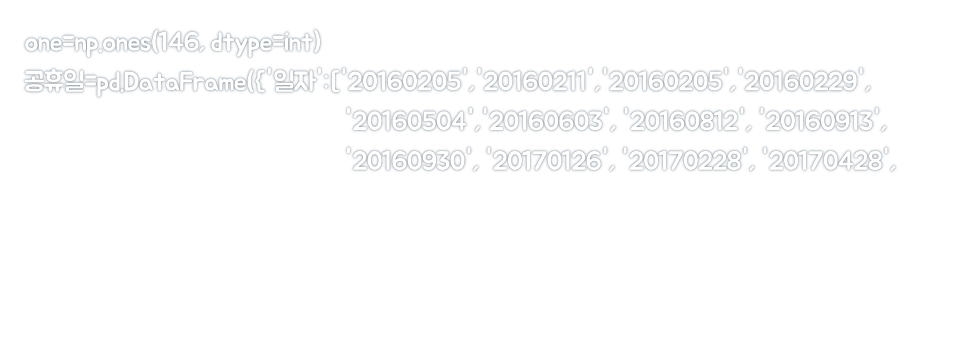 one=np.ones(146, dtype=int)
공휴일=pd.DataFrame({'일자':['20160205','20160211','20160205','20160229',
'20160504','20160603', '20160812', '20160913',
'20160930', '20170126', '20170228', '20170428',